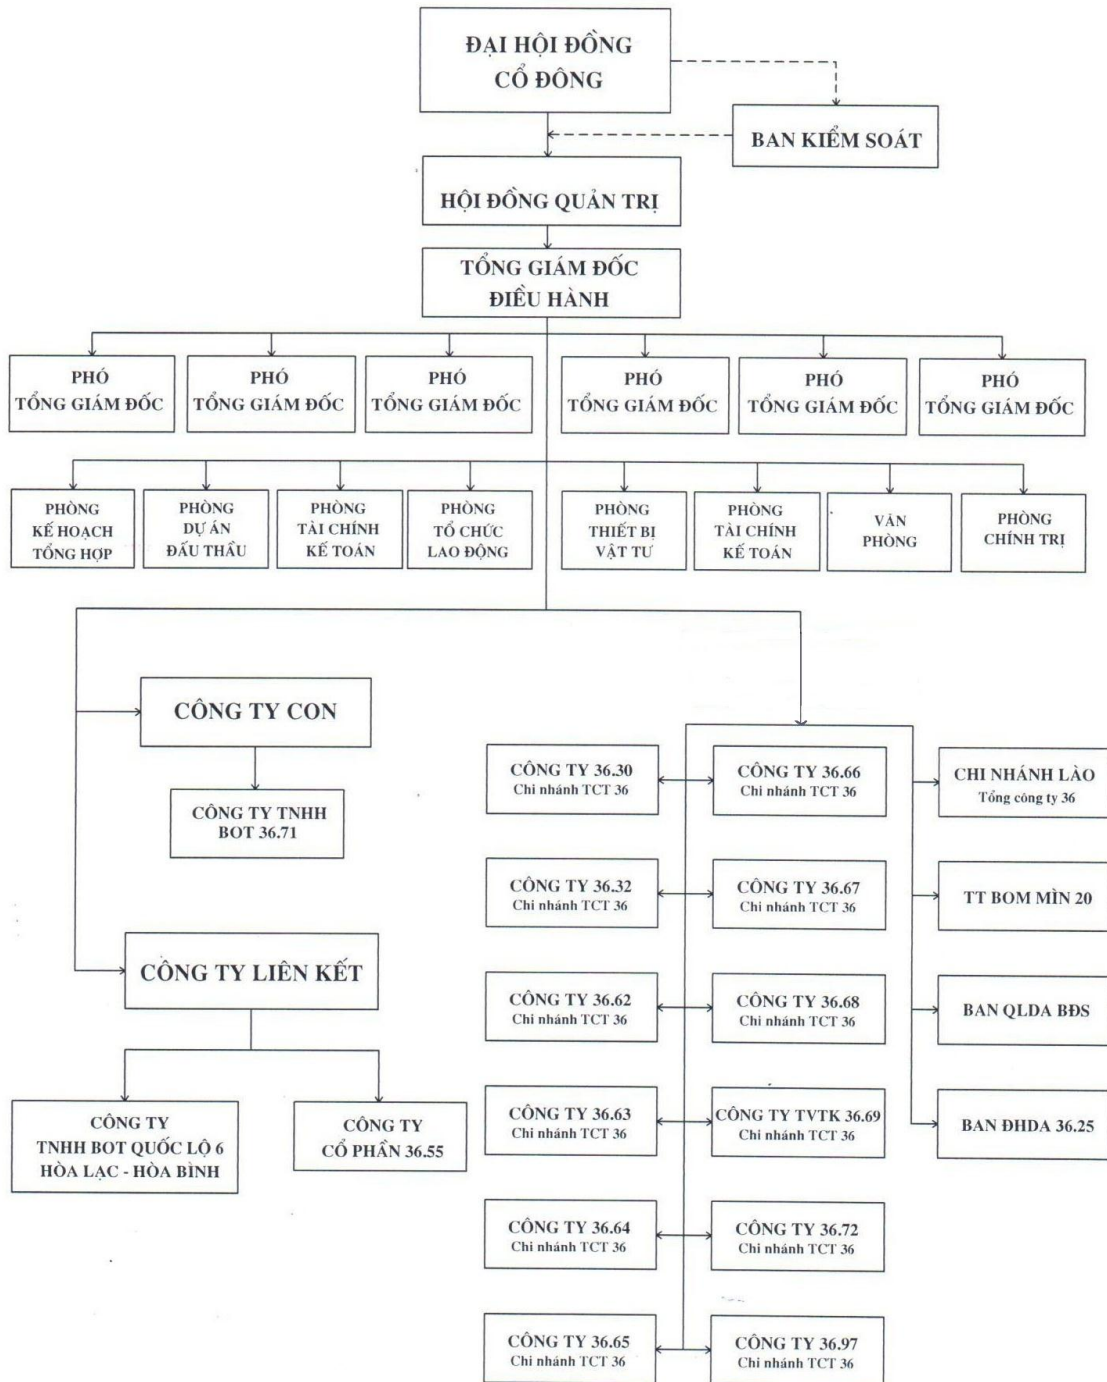 ĐẠI HỘI ĐỒNG
CỔ ĐÔNG
BAN KIỂM SOÁT
HỘI ĐỒNG QUẢN TRỊ
TỔNG GIÁM ĐỐC
ĐIỀU HÀNH
PHÓ
TỔNG GIÁM ĐỐC
PHÓ
TỔNG GIÁM ĐỐC
PHÓ
TỔNG GIÁM ĐỐC
PHÓ
TỔNG GIÁM ĐỐC
PHÓ
TỔNG GIÁM ĐỐC
PHÓ
TỔNG GIÁM ĐỐC
PHÒNG
KẾ HOẠCH
TỔNG HỢP
PHÒNG
DỰ ÁN
ĐẤU THẦU
PHÒNG
TÀI CHÍNH
KẾ TOÁN
PHÒNG
TỔ CHỨC
LAO ĐỘNG
PHÒNG
THIẾT BỊ
VẬT TƯ
PHÒNG
TÀI CHÍNH
KẾ TOÁN
VĂN
PHÒNG
PHÒNG
CHÍNH TRỊ
CÔNG TY CON
CÔNG TY TNHH
BOT 36.71
CÔNG TY LIÊN KẾT
CÔNG TY
TNHH BOT QUỐC LỘ 6
HÒA LẠC - HÒA BÌNH
CÔNG TY
CỔ PHẦN 36.55
CÔNG TY 36.30
Chi nhánh TCT 36
CÔNG TY 36.32
Chi nhánh TCT 36
CÔNG TY 36.62
Chi nhánh TCT 36
CÔNG TY 36.63
Chi nhánh TCT 36
CÔNG TY 36.64
Chi nhánh TCT 36
CÔNG TY 36.65
Chi nhánh TCT 36
CÔNG TY 36.66
Chi nhánh TCT 36
CÔNG TY 36.67
Chi nhánh TCT 36
CÔNG TY 36.68
Chi nhánh TCT 36
CÔNG TY TVTK 36.69
Chi nhánh TCT 36
CÔNG TY 36.72
Chi nhánh TCT 36
CÔNG TY 36.97
Chi nhánh TCT 36
CHI NHÁNH LÀO
Tổng công ty 36
TT BOM MÌN 20
BAN QLDA BĐS
BAN ĐHDA 36.25